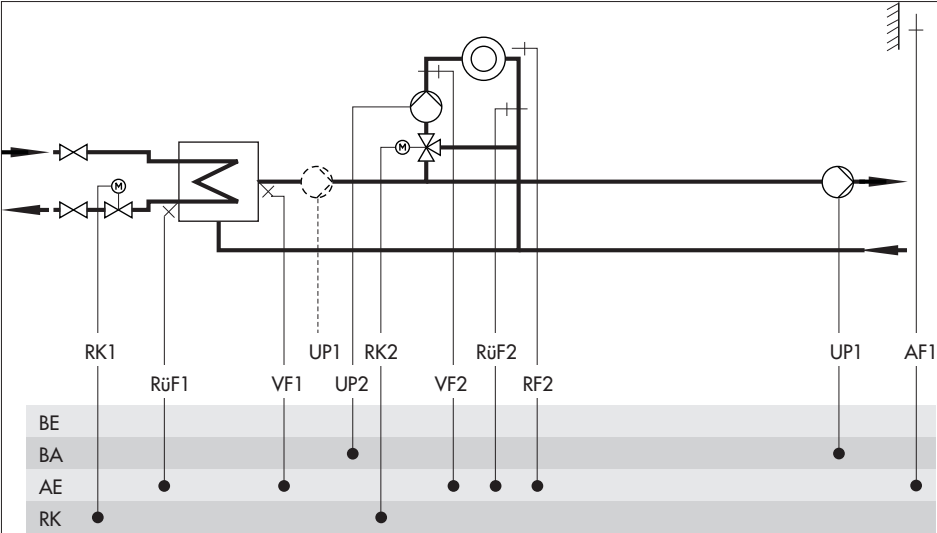 M
M
RK1 UP1 RK2 RüF2 UP1 AF1
RüF1 VF1 UP2 VF2 RF2
BE
BA
AE
RK